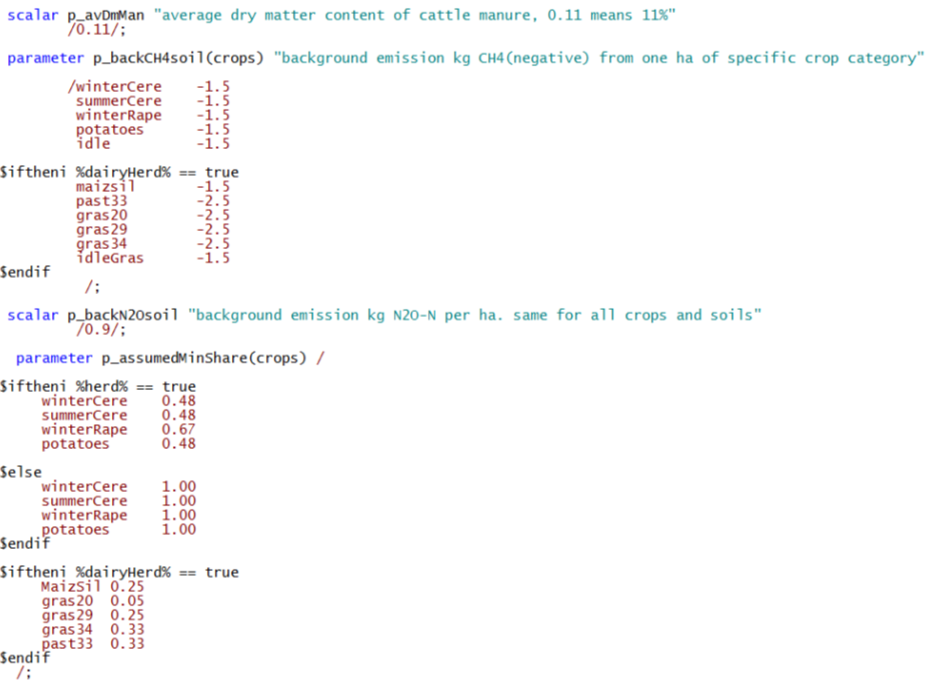 scalar p_avDmMan "average dry matter content of cattle manure, 0.11 means 11%"
/0.11/;
parameter p_backCH4soil(crops) "background emission kg CH4(negative) from one ha of specific crop category"
/winterCere -1.5
summerCere -1.5
winterRape -1.5
potatoes -1.5
idle -1.5
$iftheni %dairyHerd% == true
maizsil -1.5
past33 -2.5
gras20 -2.5
gras29 -2.5
gras34 -2.5
idleGras -1.5
$endif
/;
scalar p_backN2Osoil "background emission kg N2O-N per ha. same for all crops and soils"
/0.9/;
parameter p_assumedMinShare(crops) /
$iftheni %herd% == true
winterCere 0.48
summerCere 0.48
winterRape 0.67
potatoes 0.48
$else
winterCere 1.00
summerCere 1.00
winterRape 1.00
potatoes 1.00
$endif
$iftheni %dairyHerd% == true
MaizSil 0.25
gras20 0.05
gras29 0.25
gras34 0.33
past33 0.33
$endif
/;